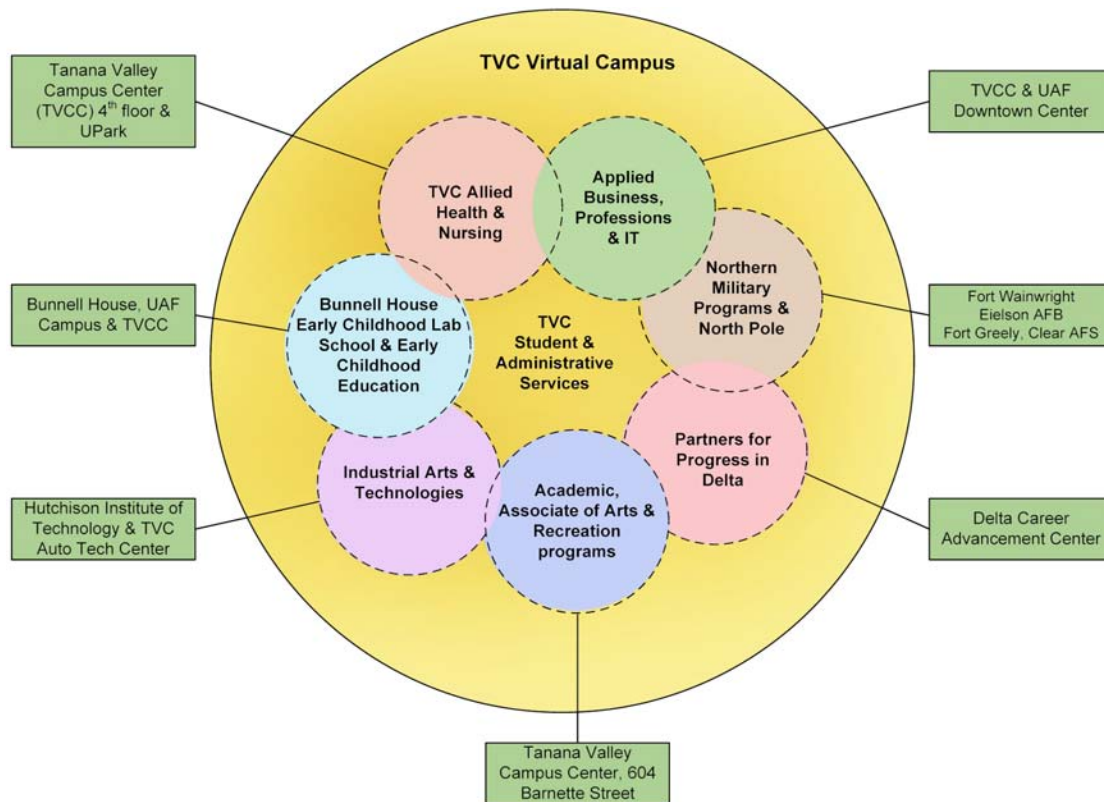 TVC Virtual Campus
Tanana Valley
Campus Center
(TVCC) 4th floor &
UPark
TVCC & UAF
Downtown Center
TVC Allied
Health &
Nursing
Applied
Business,
Professions
& IT
Northern
Military
Programs &
North Pole
Bunnell House, UAF
Campus & TVCC
Bunnell House
Early Childhood Lab
School & Early
Childhood
Education
TVC
Student &
Administrative
Services
Fort Wainwright
Eielson AFB
Fort Greely, Clear AFS
Industrial Arts &
Technologies
Academic,
Associate of Arts &
Recreation
programs
Partners for
Progress in
Delta
Hutchison Institute of
Technology & TVC
Auto Tech Center
Delta Career
Advancement Center
Tanana Valley
Campus Center, 604
Barnette Street